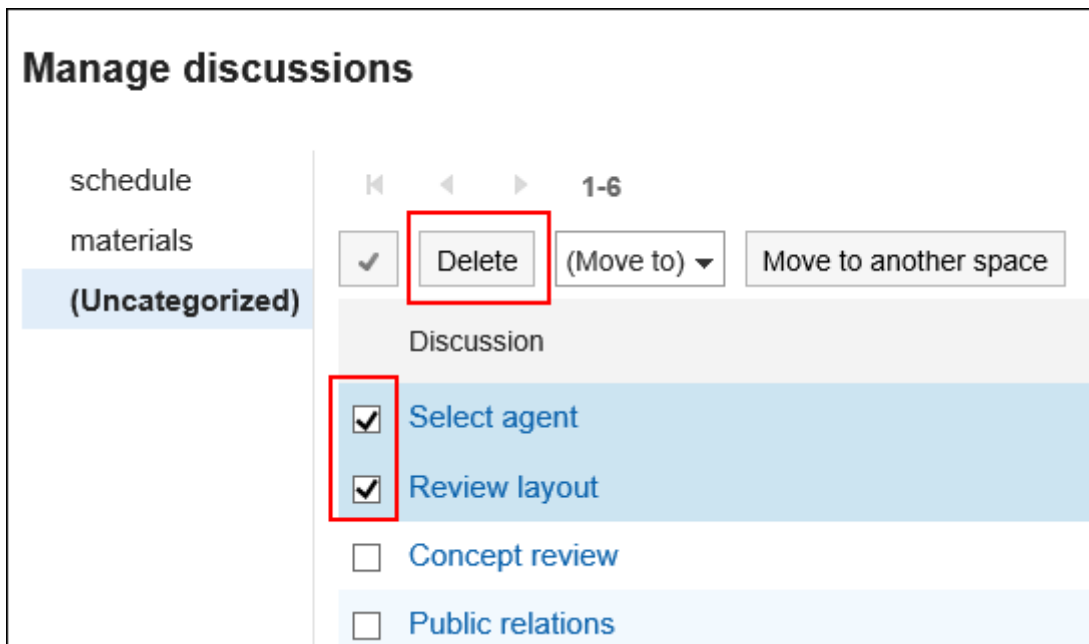 Manage discussions
schedule
materials
(Uncategorized)
1-6
Delete (Move to) Move to another space
Discussion
Select agent
Review layout
Concept review
Public relations